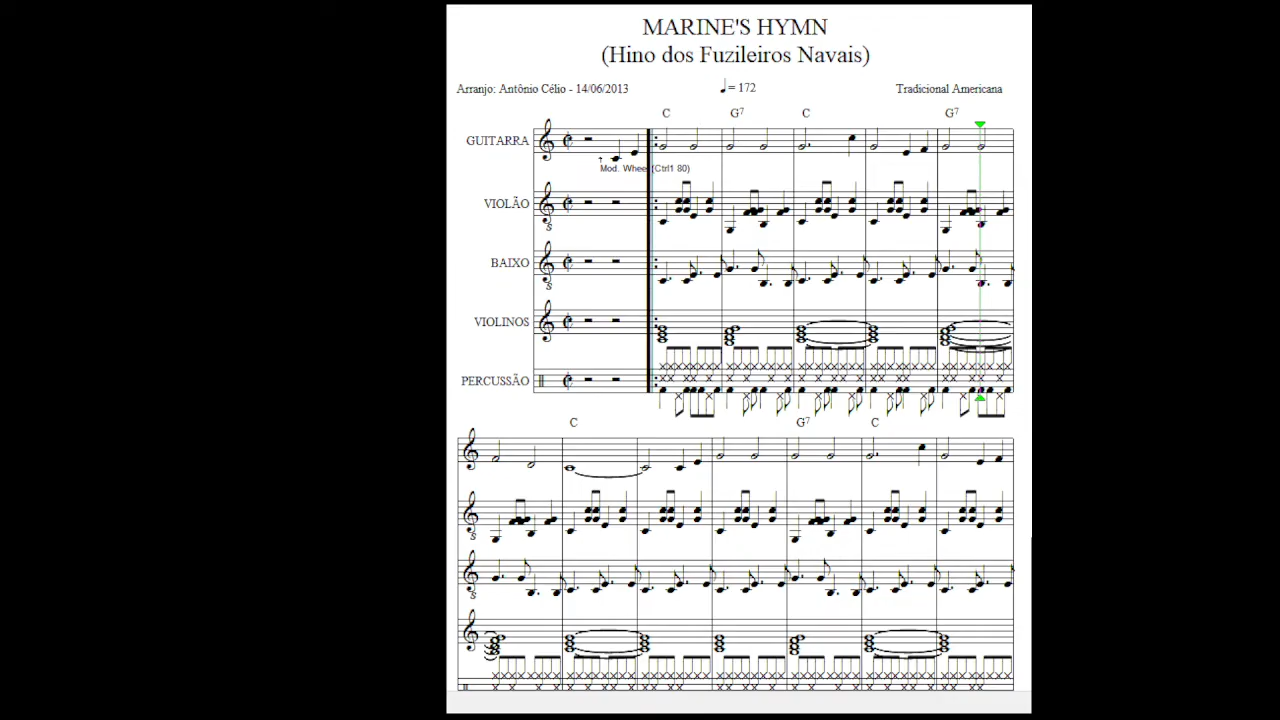 MARINE'S HYMN
(Hino dos Fuzileiros Navais)
Arranjo: Antônio Célio - 14/06/2013
♩= 172
Tradicional Americana
C G7 C G7
GUITARRA
Mod. Wheel (Ctrl1 80)
VIOLÃO
BAIXO
VIOLINOS
PERCUSSÃO
C G7 C